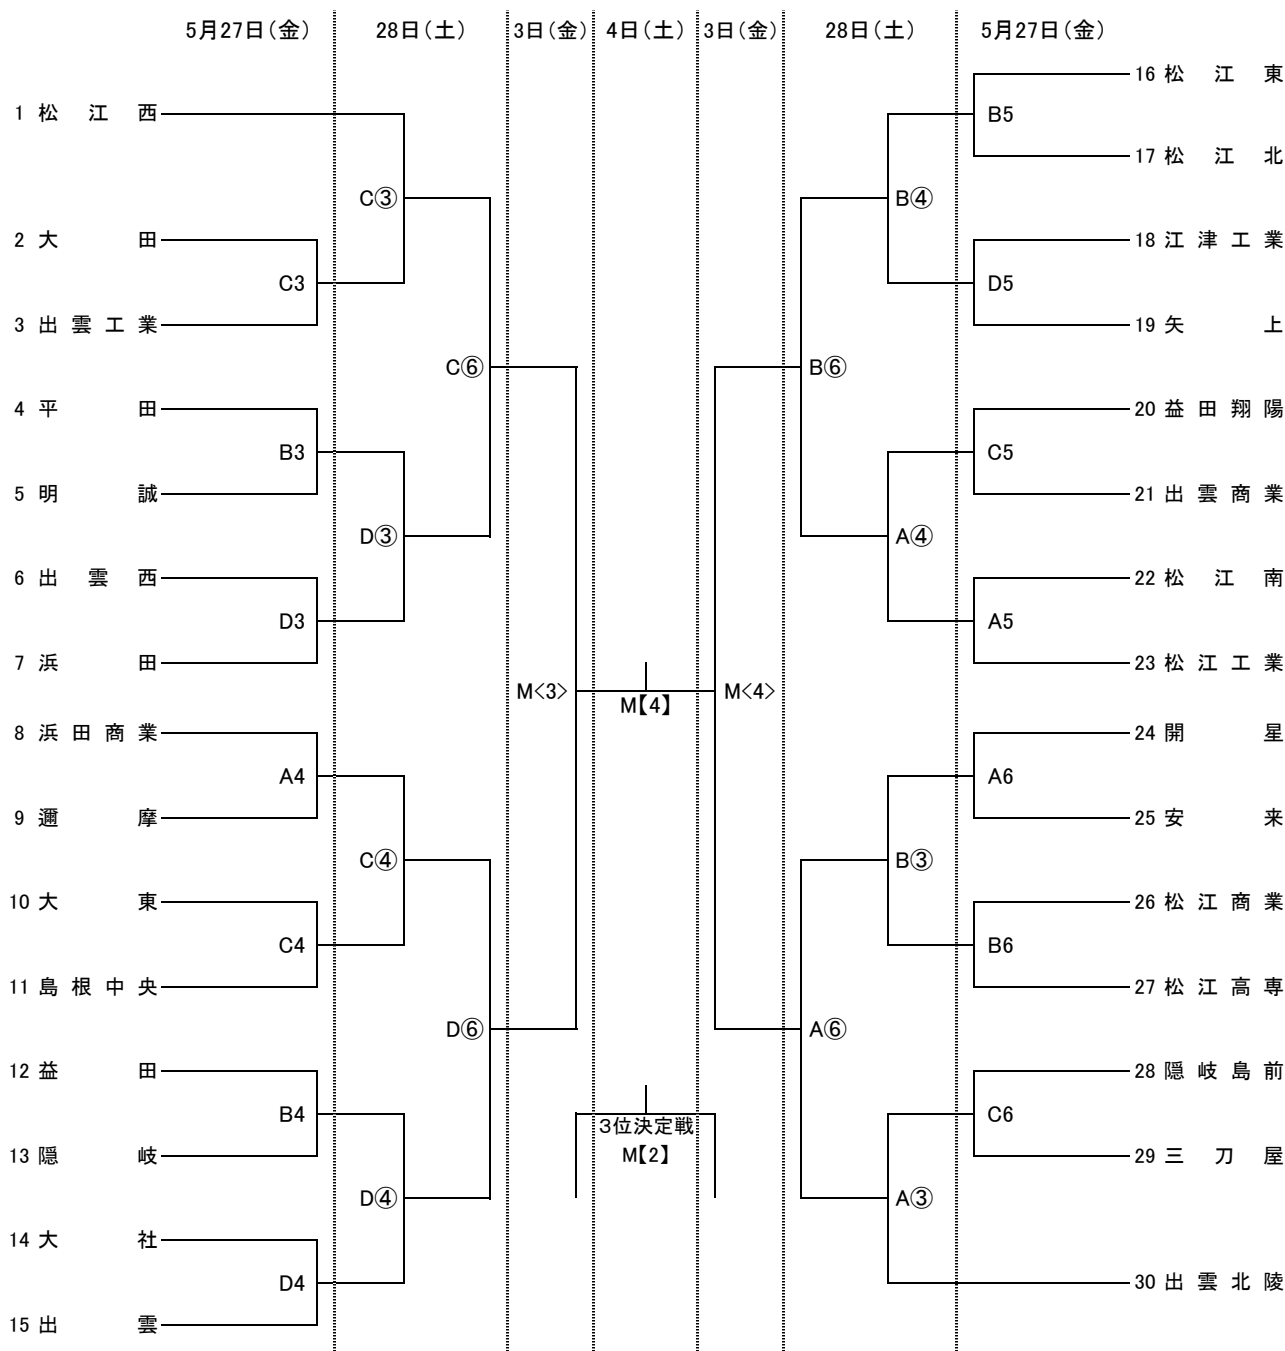 5月27日(金) 28日(土) 3日(金) 4日(土) 3日(金) 28日(土) 5月27日(金)
1 松江西
C③
2 大田
C3
3 出雲工業
C⑥
4 平田
B3
5 明誠
D③
6 出雲西
D3
7 浜田
M<3>
8 浜田商業
A4
9 邇摩
C④
10 大東
C4
11 島根中央
D⑥
12 益田
B4
13 隠岐
D④
14 大社
D4
15 出雲
M【4】
3位決定戦
M【2】
16 松江東
B5
17 松江北
B④
18 江津工業
D5
19 矢上
B⑥
20 益田翔陽
C5
21 出雲商業
A④
22 松江南
A5
23 松江工業
M<4>
24 開星
A6
25 安来
B③
26 松江商業
B6
27 松江高専
A⑥
28 隠岐島前
C6
29 三刀屋
A③
30 出雲北陵